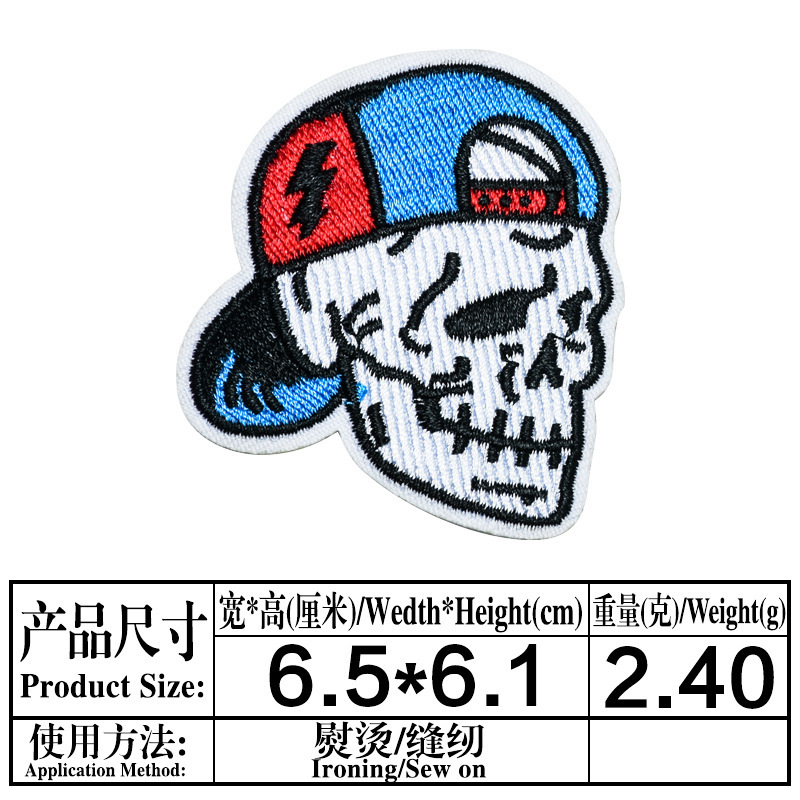 产品尺寸
Product Size:
宽*高(厘米)/Wedth*Height(cm)
重量(克)/Weight(g)
6.5*6.1
2.40
使用方法:
Application Method:
熨烫/缝纫
Ironing/Sew on